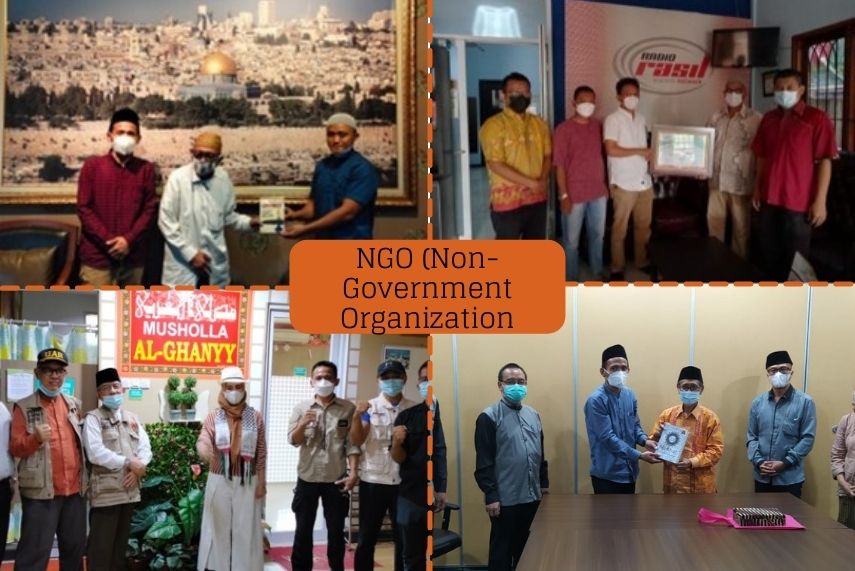 RADIO
rasil
NGO (Non-
Government
Organization
MUSHOLLA
AL-GHANYY